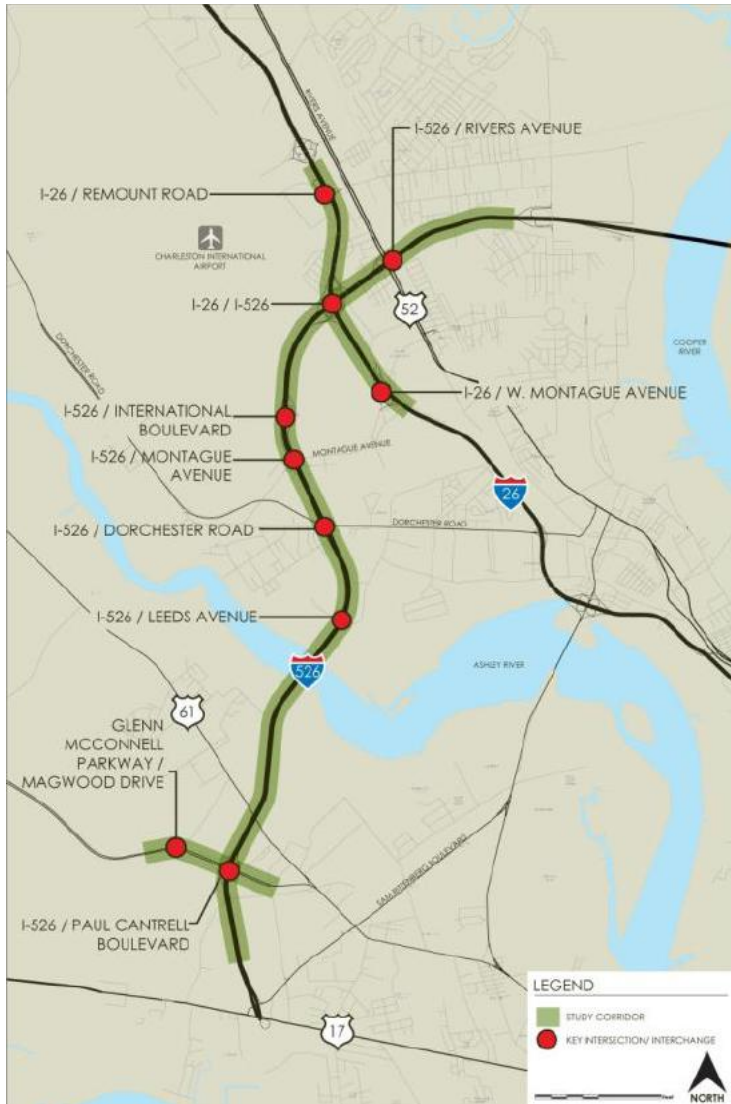 RIVERS AVENUE
I-526 / RIVERS AVENUE
I-26 / REMOUNT ROAD
CHARLESTON INTERNATIONAL
AIRPORT
I-26 / I-526
52
DORCHESTER ROAD
COOPER
RIVER
I-26 / W. MONTAGUE AVENUE
I-526 / INTERNATIONAL
BOULEVARD
I-526 / MONTAGUE
AVENUE
MONTAGUE AVENUE
26
I-526 / DORCHESTER ROAD
DORCHESTER ROAD
I-526 / LEEDS AVENUE
ASHLEY RIVER
526
61
GLENN
MCCONNELL
PARKWAY /
MAGWOOD DRIVE
SAM RITTENBERG BOULEVARD
I-526 / PAUL CANTRELL
BOULEVARD
17
LEGEND
STUDY CORRIDOR
KEY INTERSECTION/ INTERCHANGE
Feet
NORTH